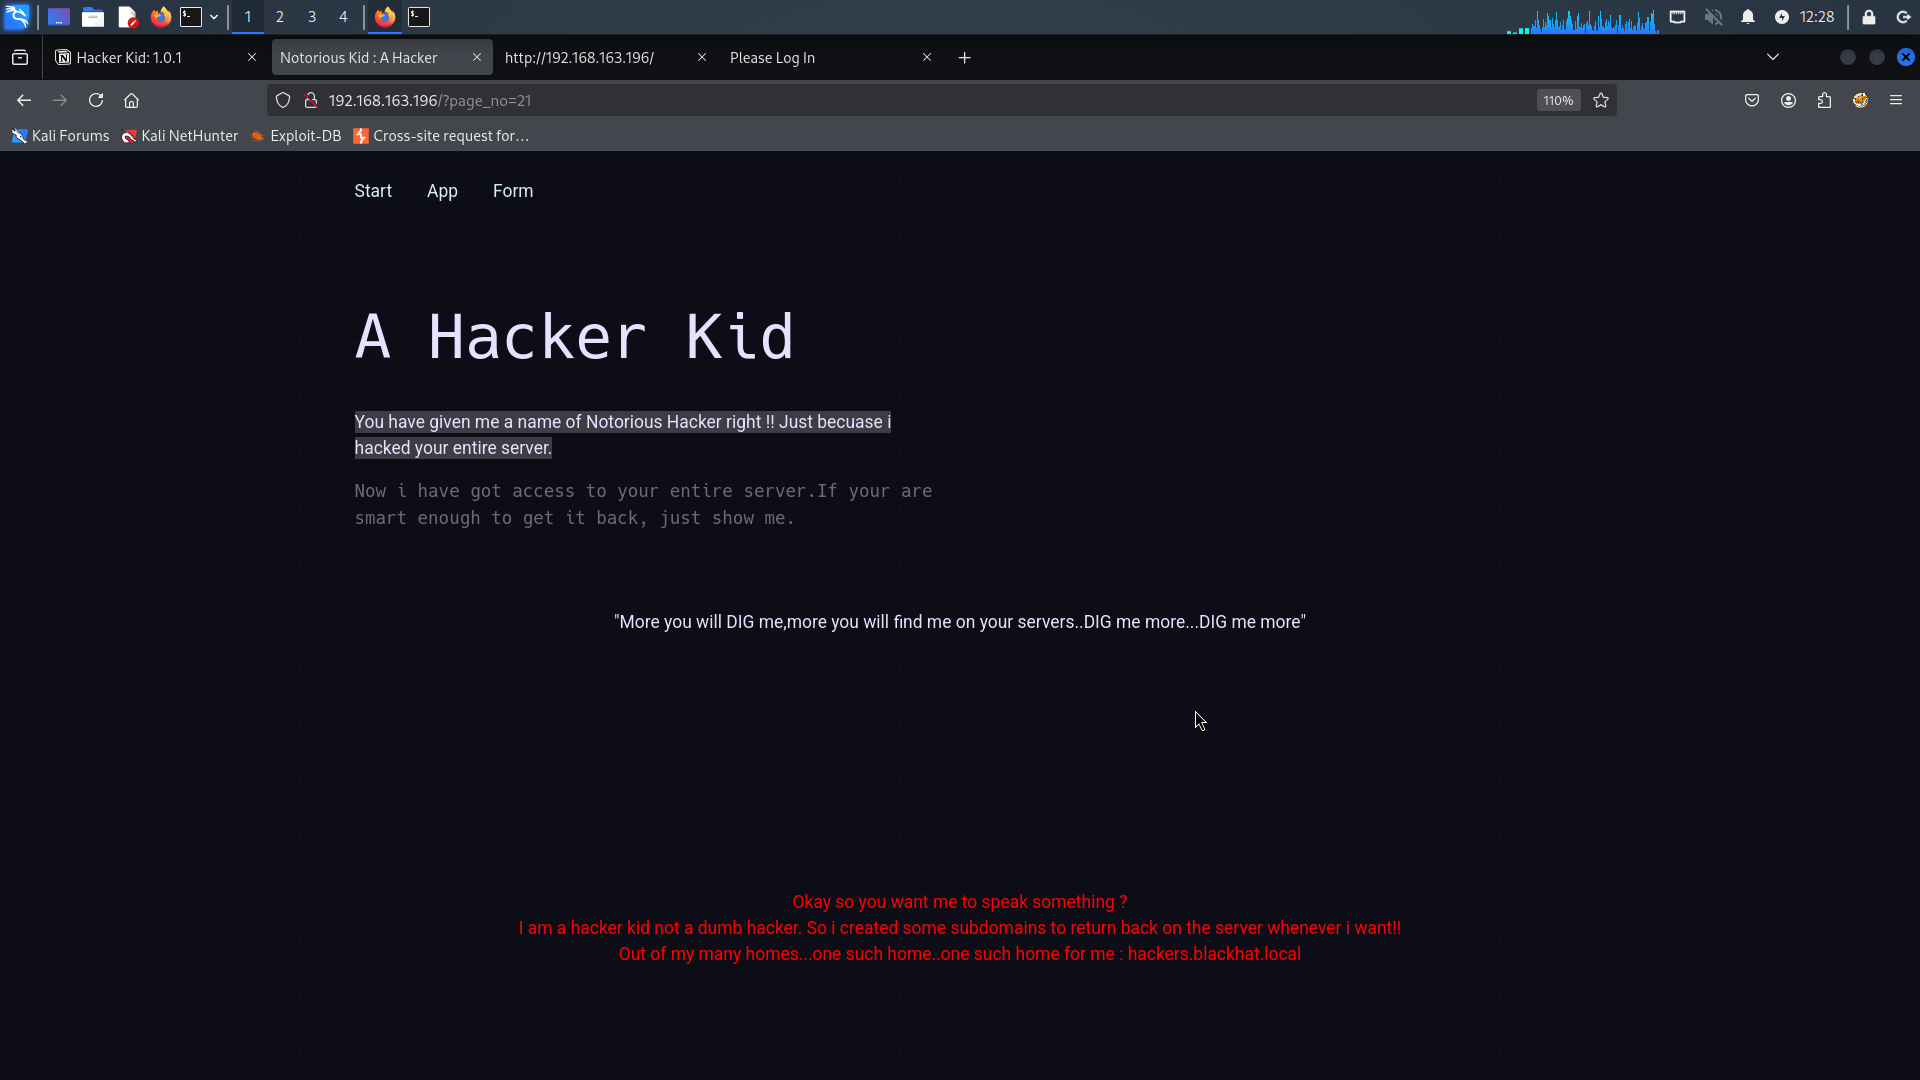 1 2 3 4 12:28
Hacker Kid: 1.0.1 Notorious Kid : A Hacker http://192.168.163.196/ Please Log In
192.168.163.196/?page_no=21 110%
Kali Forums Kali NetHunter Exploit-DB Cross-site request for…
Start App Form
A Hacker Kid
You have given me a name of Notorious Hacker right !! Just becuase i
hacked your entire server.
Now i have got access to your entire server.If your are
smart enough to get it back, just show me.
"More you will DIG me,more you will find me on your servers..DIG me more...DIG me more"
Okay so you want me to speak something ?
I am a hacker kid not a dumb hacker. So i created some subdomains to return back on the server whenever i want!!
Out of my many homes...one such home..one such home for me : hackers.blackhat.local